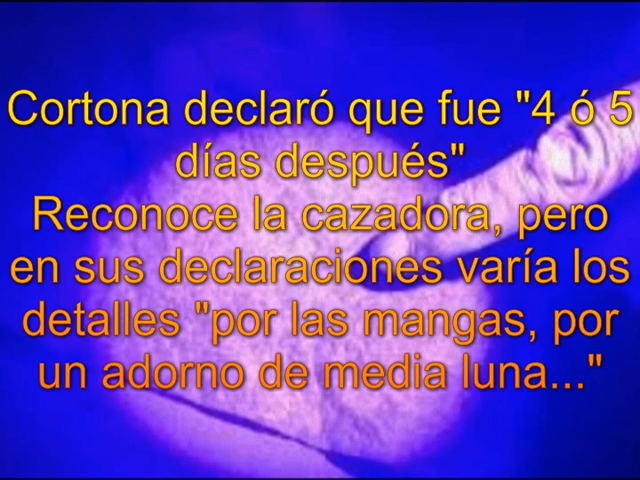 Cortona declaró que fue "4 ó 5
días después"
Reconoce la cazadora, pero
en sus declaraciones varía los
detalles "por las mangas, por
un adorno de media luna..."